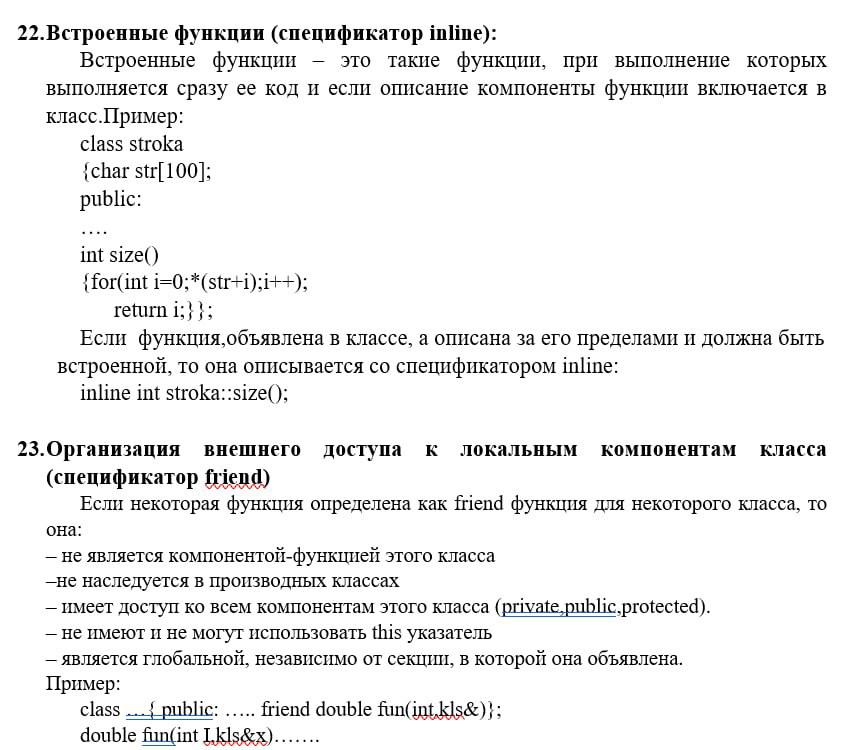 22.Встроенные функции (спецификатор inline):
Встроенные функции – это такие функции, при выполнение которых
выполняется сразу ее код и если описание компоненты функции включается в
класс.Пример:
class stroka
{char str[100];
public:
….
int size()
{for(int i=0;*(str+i);i++);
return i;}};
Если функция,объявлена в классе, а описана за его пределами и должна быть
встроенной, то она описывается со спецификатором inline:
inline int stroka::size();
23.Организация внешнего доступа к локальным компонентам класса
(спецификатор friend)
Если некоторая функция определена как friend функция для некоторого класса, то
она:
– не является компонентой-функцией этого класса
–не наследуется в производных классах
– имеет доступ ко всем компонентам этого класса (private,public,protected).
– не имеют и не могут использовать this указатель
– является глобальной, независимо от секции, в которой она объявлена.
Пример:
class …{ public: ….. friend double fun(int,kls&)};
double fun(int I,kls&x)…….